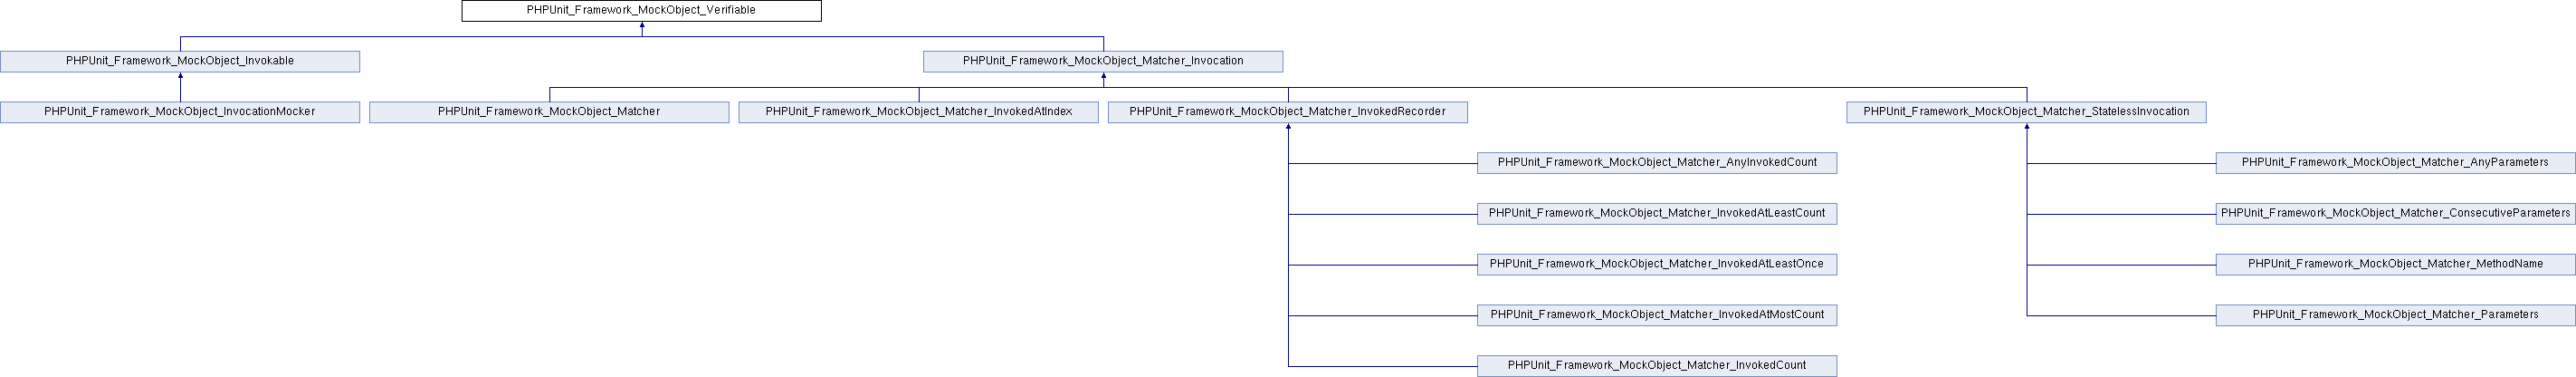 PHPUnit_Framework_MockObject_Verifiable
PHPUnit_Framework_MockObject_Invokable
PHPUnit_Framework_MockObject_Matcher_Invocation
PHPUnit_Framework_MockObject_InvocationMocker
PHPUnit_Framework_MockObject_Matcher
PHPUnit_Framework_MockObject_Matcher_InvokedAtIndex
PHPUnit_Framework_MockObject_Matcher_InvokedRecorder
PHPUnit_Framework_MockObject_Matcher_StatelessInvocation
PHPUnit_Framework_MockObject_Matcher_AnyInvokedCount
PHPUnit_Framework_MockObject_Matcher_AnyParameters
PHPUnit_Framework_MockObject_Matcher_InvokedAtLeastCount
PHPUnit_Framework_MockObject_Matcher_ConsecutiveParameters
PHPUnit_Framework_MockObject_Matcher_InvokedAtLeastOnce
PHPUnit_Framework_MockObject_Matcher_MethodName
PHPUnit_Framework_MockObject_Matcher_InvokedAtMostCount
PHPUnit_Framework_MockObject_Matcher_Parameters
PHPUnit_Framework_MockObject_Matcher_InvokedCount